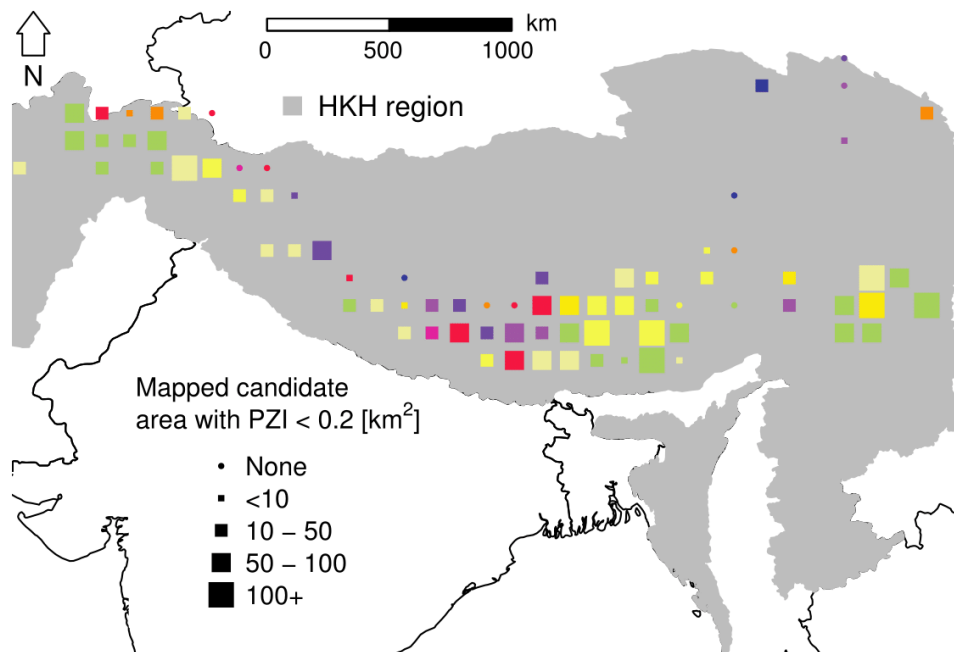 km
0 500 1000
N
HKH region
Mapped candidate
area with PZI < 0.2 [km²]
None
<10
10 – 50
50 – 100
100+